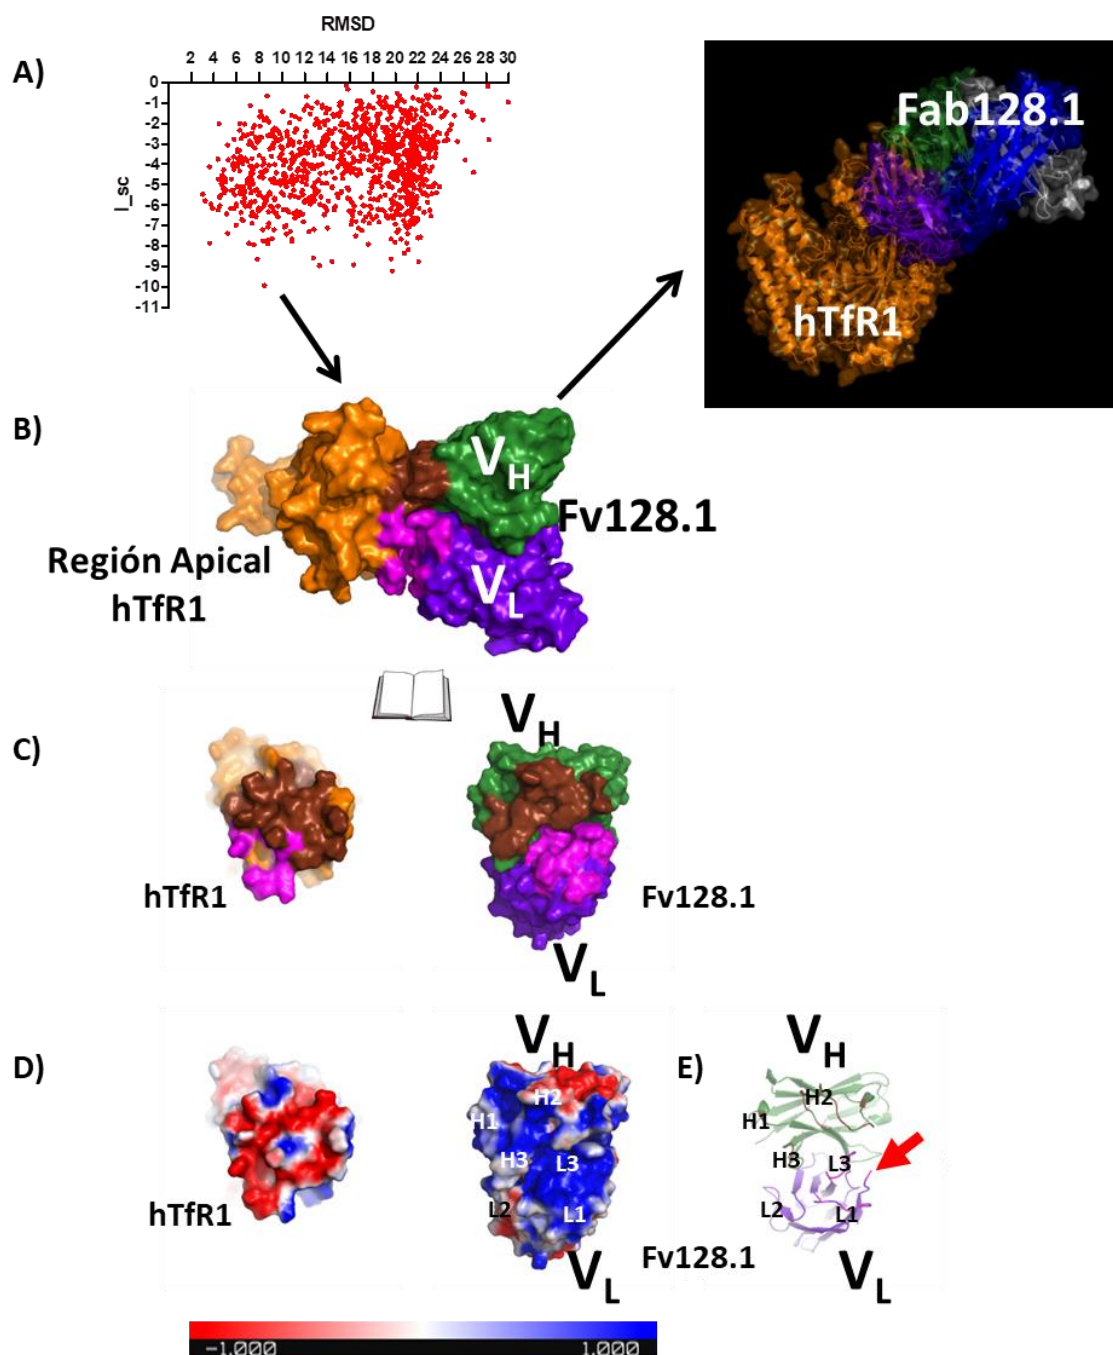 A)
RMSD
2 4 6 8 10 12 14 16 18 20 22 24 26 28 30
0
-1
-2
-3
-4
-5
-6
-7
-8
-9
-10
-11
I_sc
Fab128.1
hTfR1
B)
VH
Fv128.1
VL
Región Apical
hTfR1
C)
VH
hTfR1
Fv128.1
VL
D)
VH
H2
H1
H3
L3
L2
L1
hTfR1
Fv128.1
VL
E)
VH
H2
H1
H3
L3
L2
L1
VL
-1.000 1.000